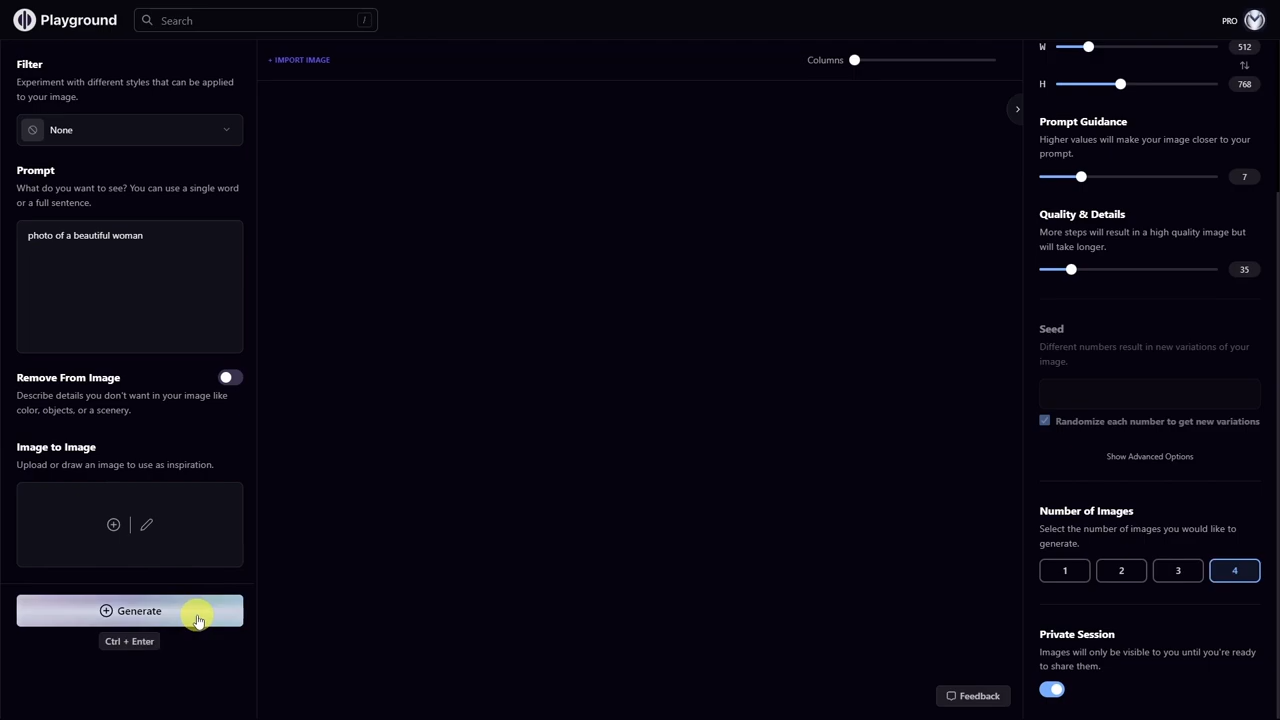 Playground
Search
/
PRO
Filter
Experiment with different styles that can be applied
to your image.
None
Prompt
What do you want to see? You can use a single word
or a full sentence.
photo of a beautiful woman
Remove From Image
Describe details you don't want in your image like
color, objects, or a scenery.
Image to Image
Upload or draw an image to use as inspiration.
Generate
Ctrl + Enter
+ IMPORT IMAGE
Columns
Feedback
W
512
H
768
Prompt Guidance
Higher values will make your image closer to your
prompt.
7
Quality & Details
More steps will result in a high quality image but
will take longer.
35
Seed
Different numbers result in new variations of your
image.
Randomize each number to get new variations
Show Advanced Options
Number of Images
Select the number of images you would like to
generate.
1
2
3
4
Private Session
Images will only be visible to you until you're ready
to share them.